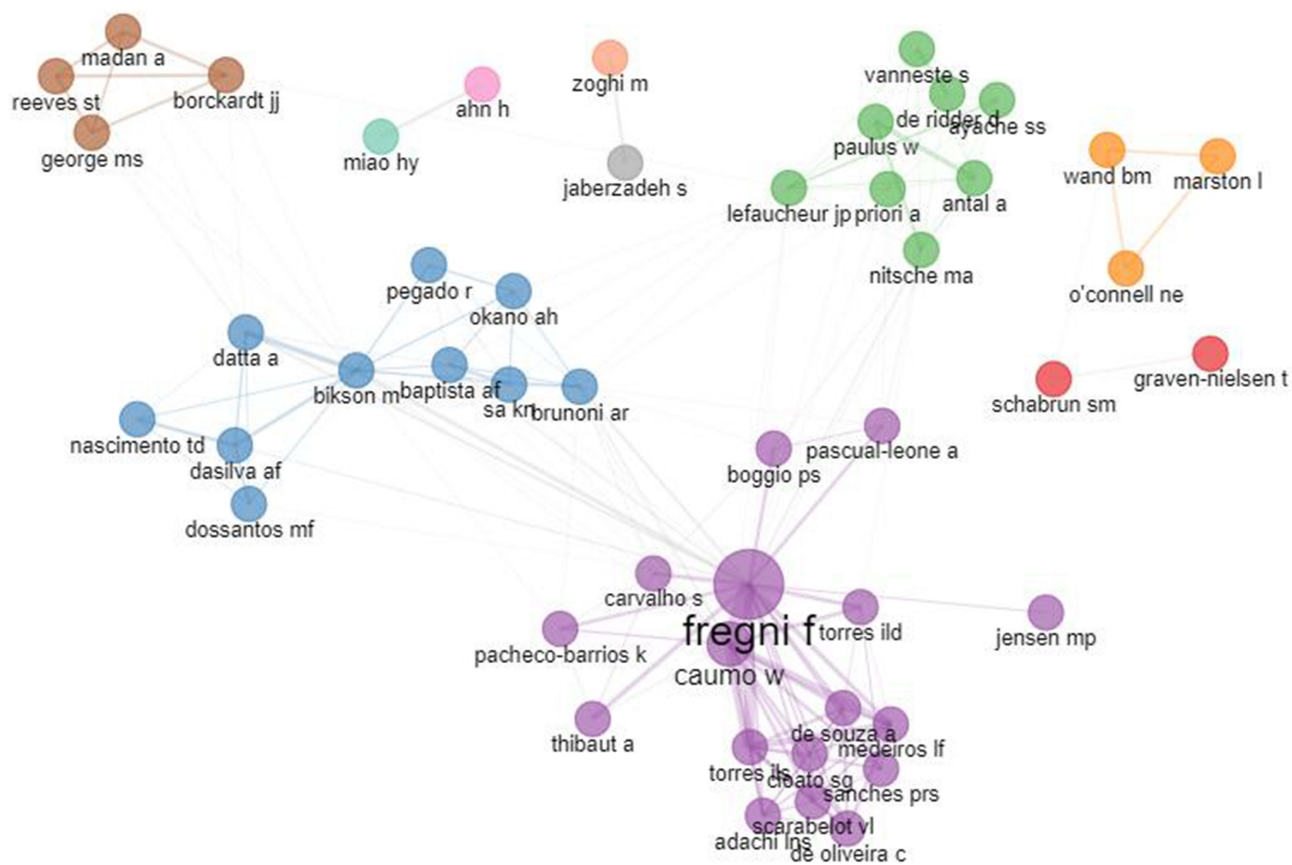 madan a
reeves st
borckardt jj
george ms
ahn h
miao hy
zoghi m
jaberzadeh s
vanneste s
de ridder d
ayache ss
paulus w
lefaucheur jp
priori a
antal a
nitsche ma
wand bm
marston l
o'connell ne
schabrun sm
graven-nielsen t
pegado r
okano ah
datta a
bikson m
baptista af
sa kn
brunoni ar
nascimento td
dasilva af
dossantos mf
boggio ps
pascual-leone a
carvalho s
fregni f
torres ild
jensen mp
pacheco-barrios k
caumo w
thibaut a
de souza a
medeiros lf
torres ils
cioato sg
sanches prs
scarabelot vl
adachi lns
de oliveira c